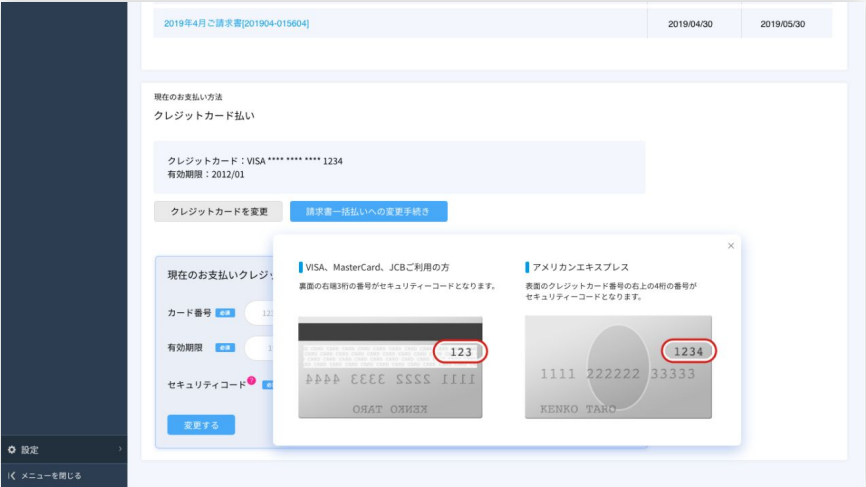 2019年4月ご請求書[201904-015604] 2019/04/30 2019/05/30
現在のお支払い方法
クレジットカード払い
クレジットカード：VISA **** **** **** 1234
有効期限：2012/01
クレジットカードを変更 請求書一括払いへの変更手続き
×
VISA、MasterCard、JCBご利用の方
裏面の右端3桁の番号がセキュリティーコードとなります。
アメリカンエキスプレス
表面のクレジットカード番号の右上の4桁の番号が
セキュリティーコードとなります。
現在のお支払いクレジ
カード番号 必須
有効期限 必須
セキュリティコード ?
変更する
123
1111 2222 3333 4444
KENKO TARO
1234
1111 222222 33333
KENKO TARO
設定
メニューを閉じる